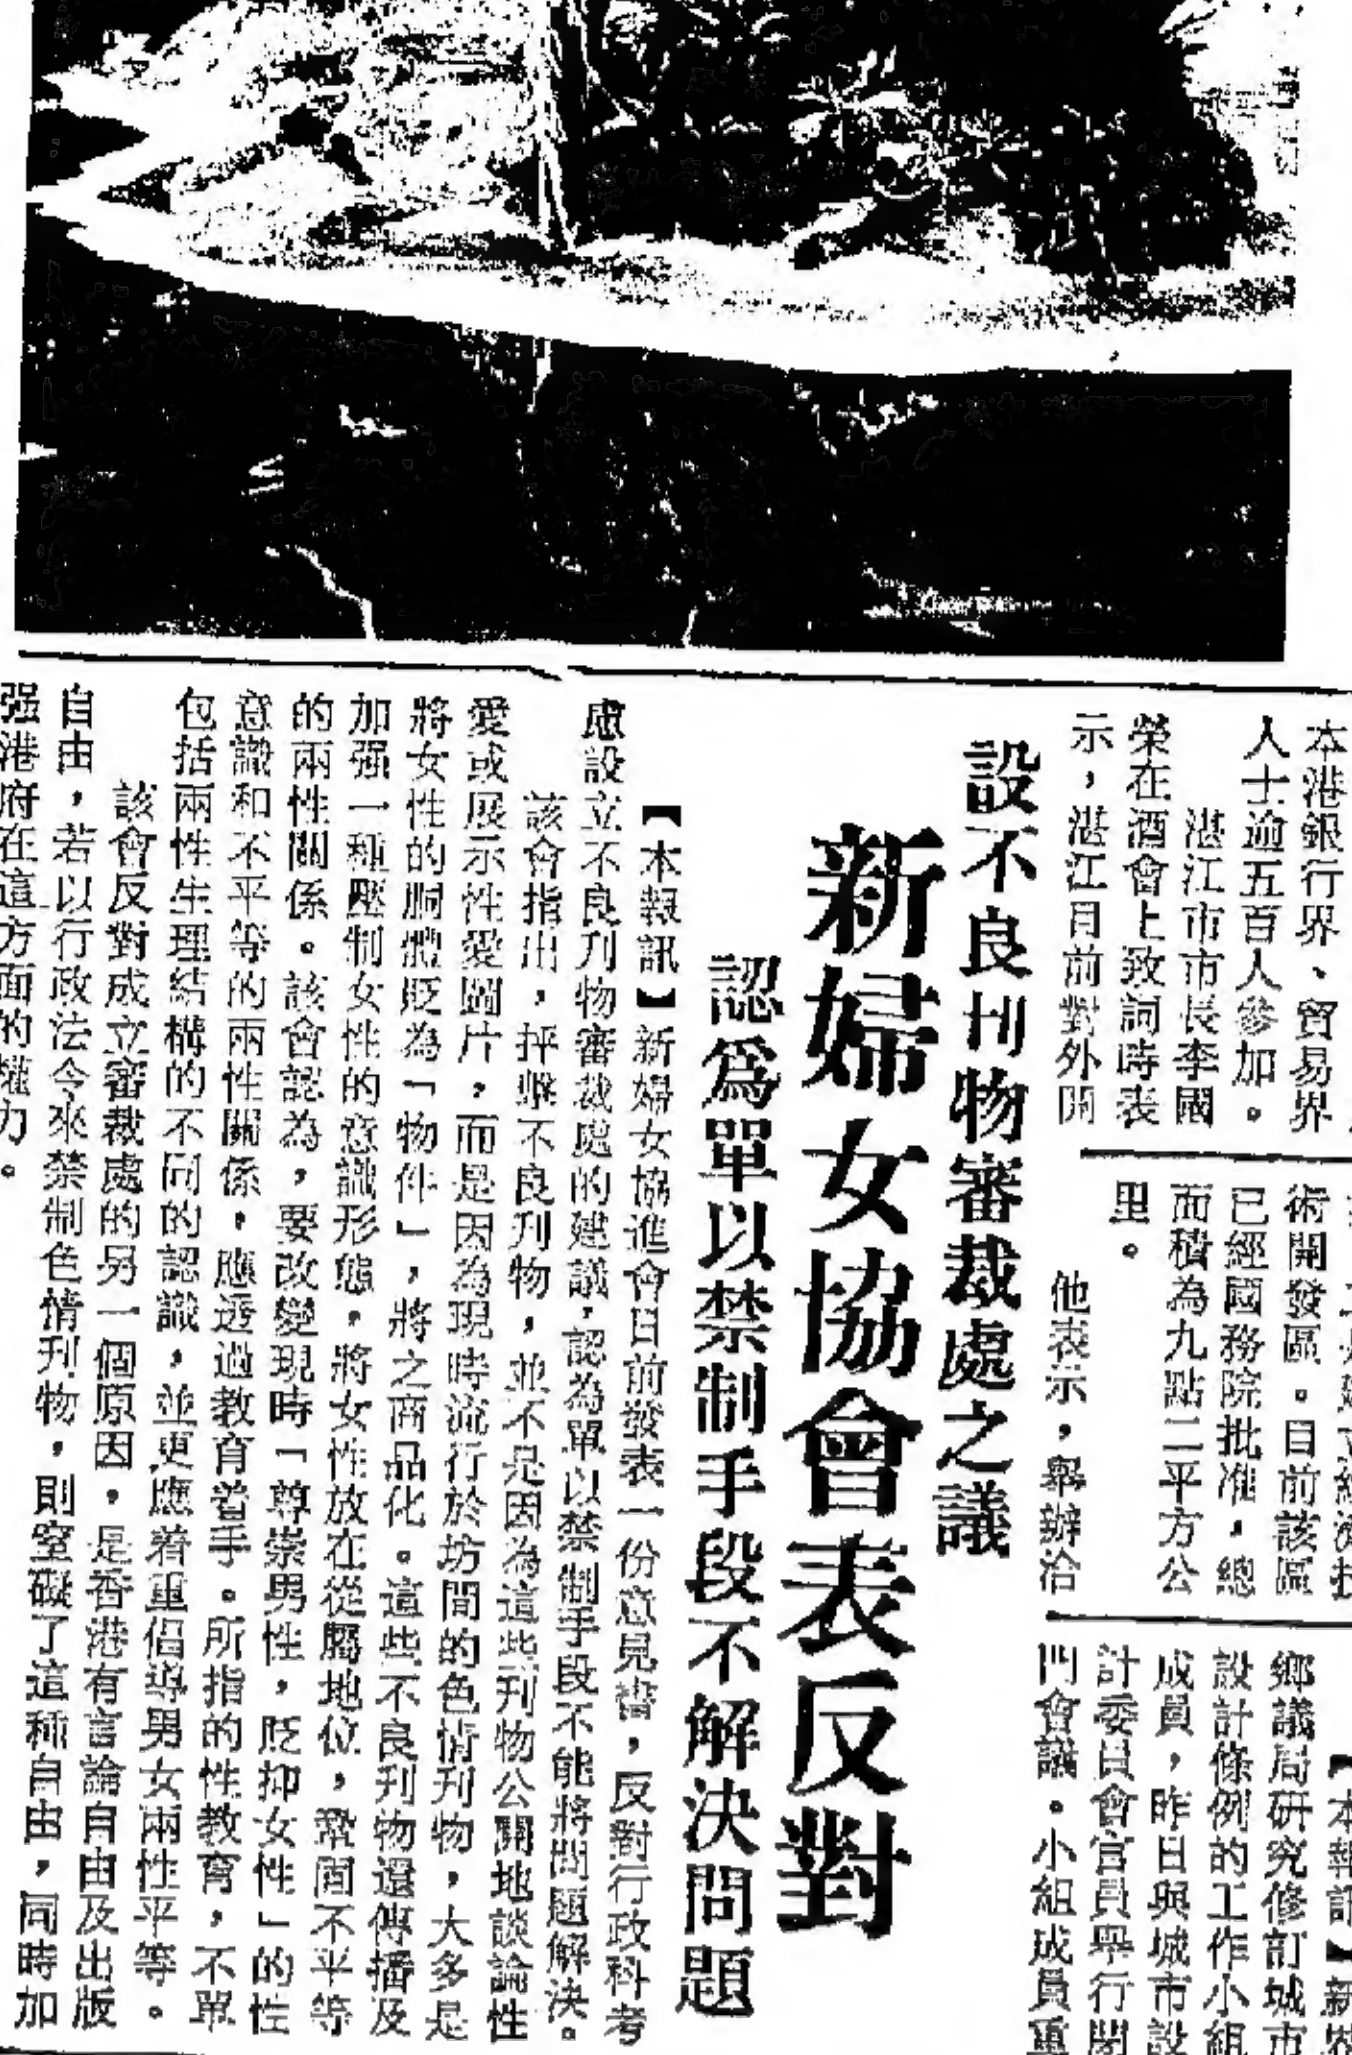 本港銀行界、貿易界
人士逾五百人參加。
湛江市市長李國
榮在酒會上致詞時表
示，湛江目前對外開
術開發區。目前該區
已經國務院批准，總
面積為九點二平方公
里。
他表示，舉辦洽
【本報訊】新界
鄉議局研究修訂城市
設計條例的工作小組
成員，昨日與城市設
計委員會官員舉行閉
門會議。小組成員重
設不良刊物審裁處之議
新婦女協會表反對
認爲單以禁制手段不解決問題
【本報訊】新婦女協進會日前發表一份意見書，反對行政科考
慮設立不良刋物審裁處的建議，認為單以禁制手段不能將問題解決。
該會指出，抨擊不良刋物，並不是因為這些刋物公開地談論性
愛或展示性愛圖片，而是因為現時流行於坊間的色情刋物，大多是
將女性的胴體貶為「物件」，將之商品化。這些不良刋物還傳播及
加强一種壓制女性的意識形態，將女性放在從屬地位，鞏固不平等
的兩性關係。該會認為，要改變現時「尊崇男性，貶抑女性」的性
意識和不平等的兩性關係，應透過教育着手。所指的性教育，不單
包括兩性生理結構的不同的認識，並更應着重倡導男女兩性平等。
該會反對成立審裁處的另一個原因，是香港有言論自由及出版
自由，若以行政法令來禁制色情刋物，則窒礙了這種自由，同時加
强港府在這方面的權力。